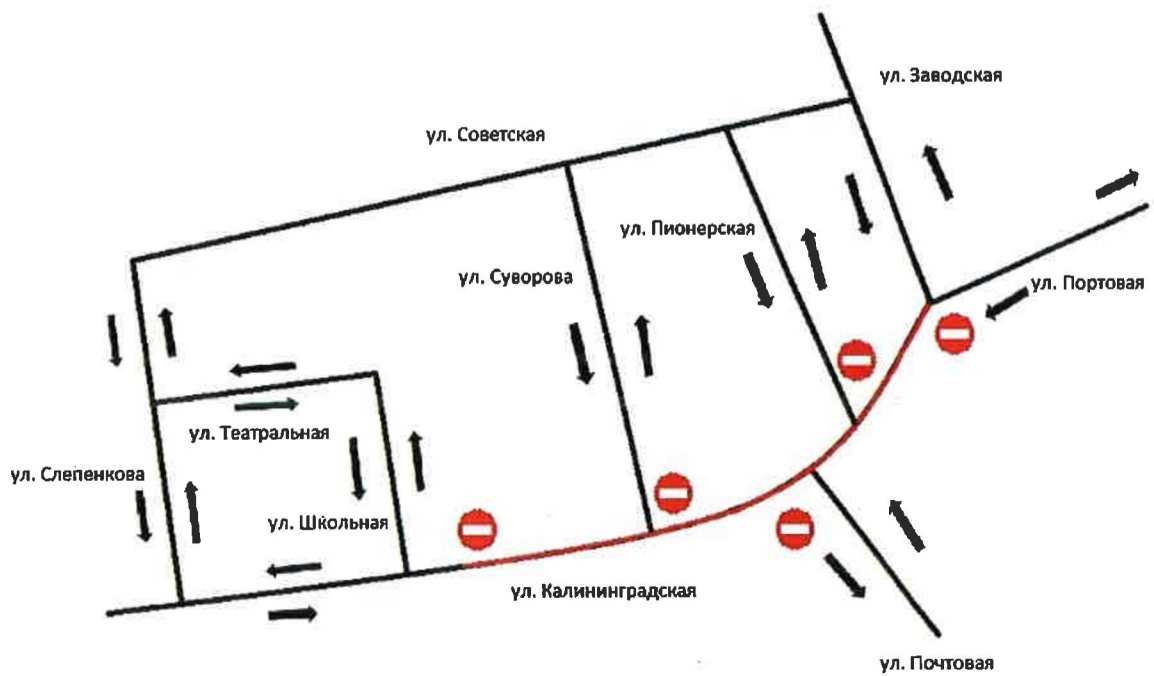 ул. Заводская
ул. Советская
ул. Пионерская
ул. Суворова
ул. Портовая
ул. Театральная
ул. Слепенкова
ул. Школьная
ул. Калининградская
ул. Почтовая